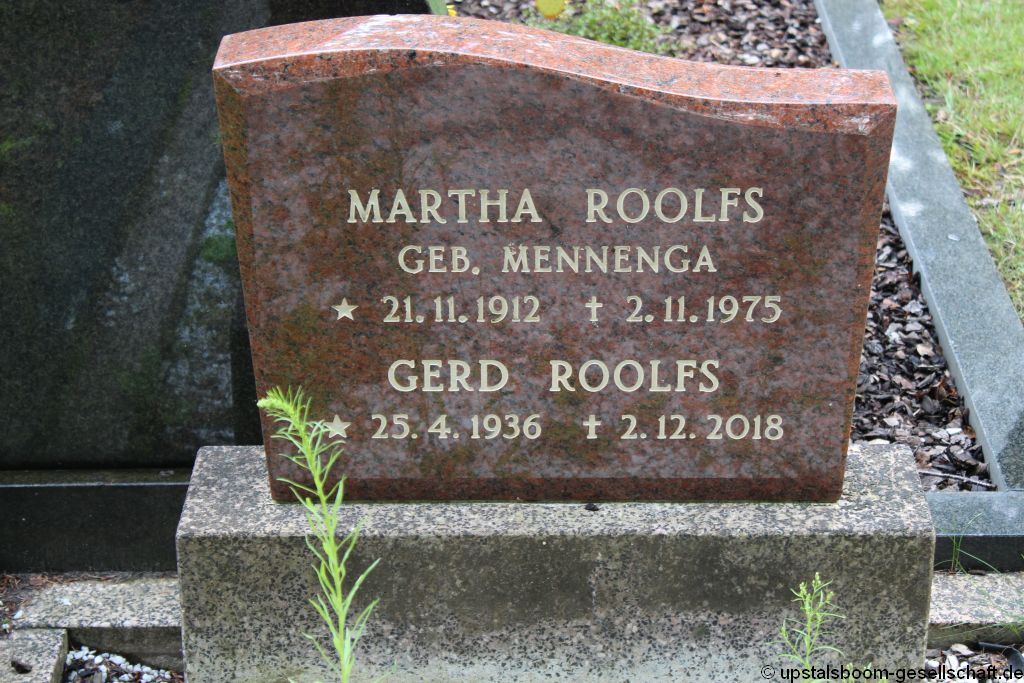 MARTHA ROOLFS
GEB. MENNENGA
★ 21.11.1912 ✝ 2.11.1975
GERD ROOLFS
★ 25.4.1936 ✝ 2.12.2018
© upstalsboom-gesellschaft.de